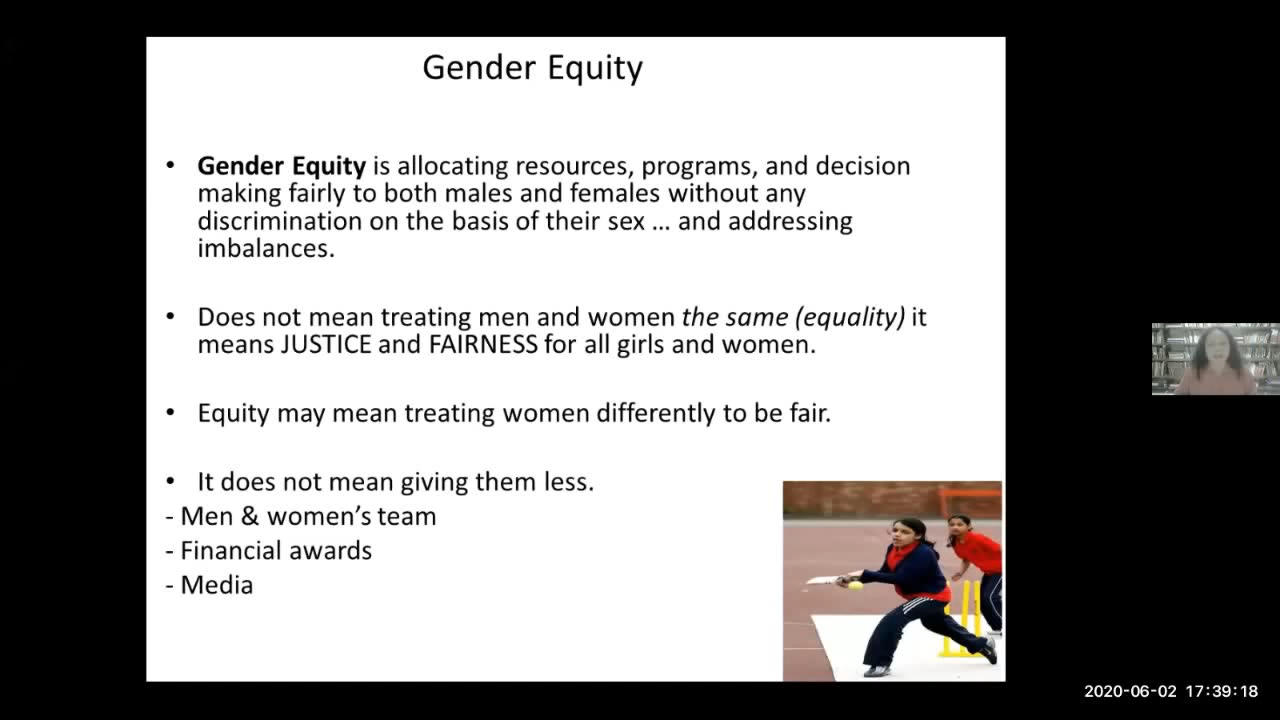 Gender Equity
• Gender Equity is allocating resources, programs, and decision
making fairly to both males and females without any
discrimination on the basis of their sex ... and addressing
imbalances.
• Does not mean treating men and women the same (equality) it
means JUSTICE and FAIRNESS for all girls and women.
• Equity may mean treating women differently to be fair.
• It does not mean giving them less.
- Men & women’s team
- Financial awards
- Media
2020-06-02 17:39:18